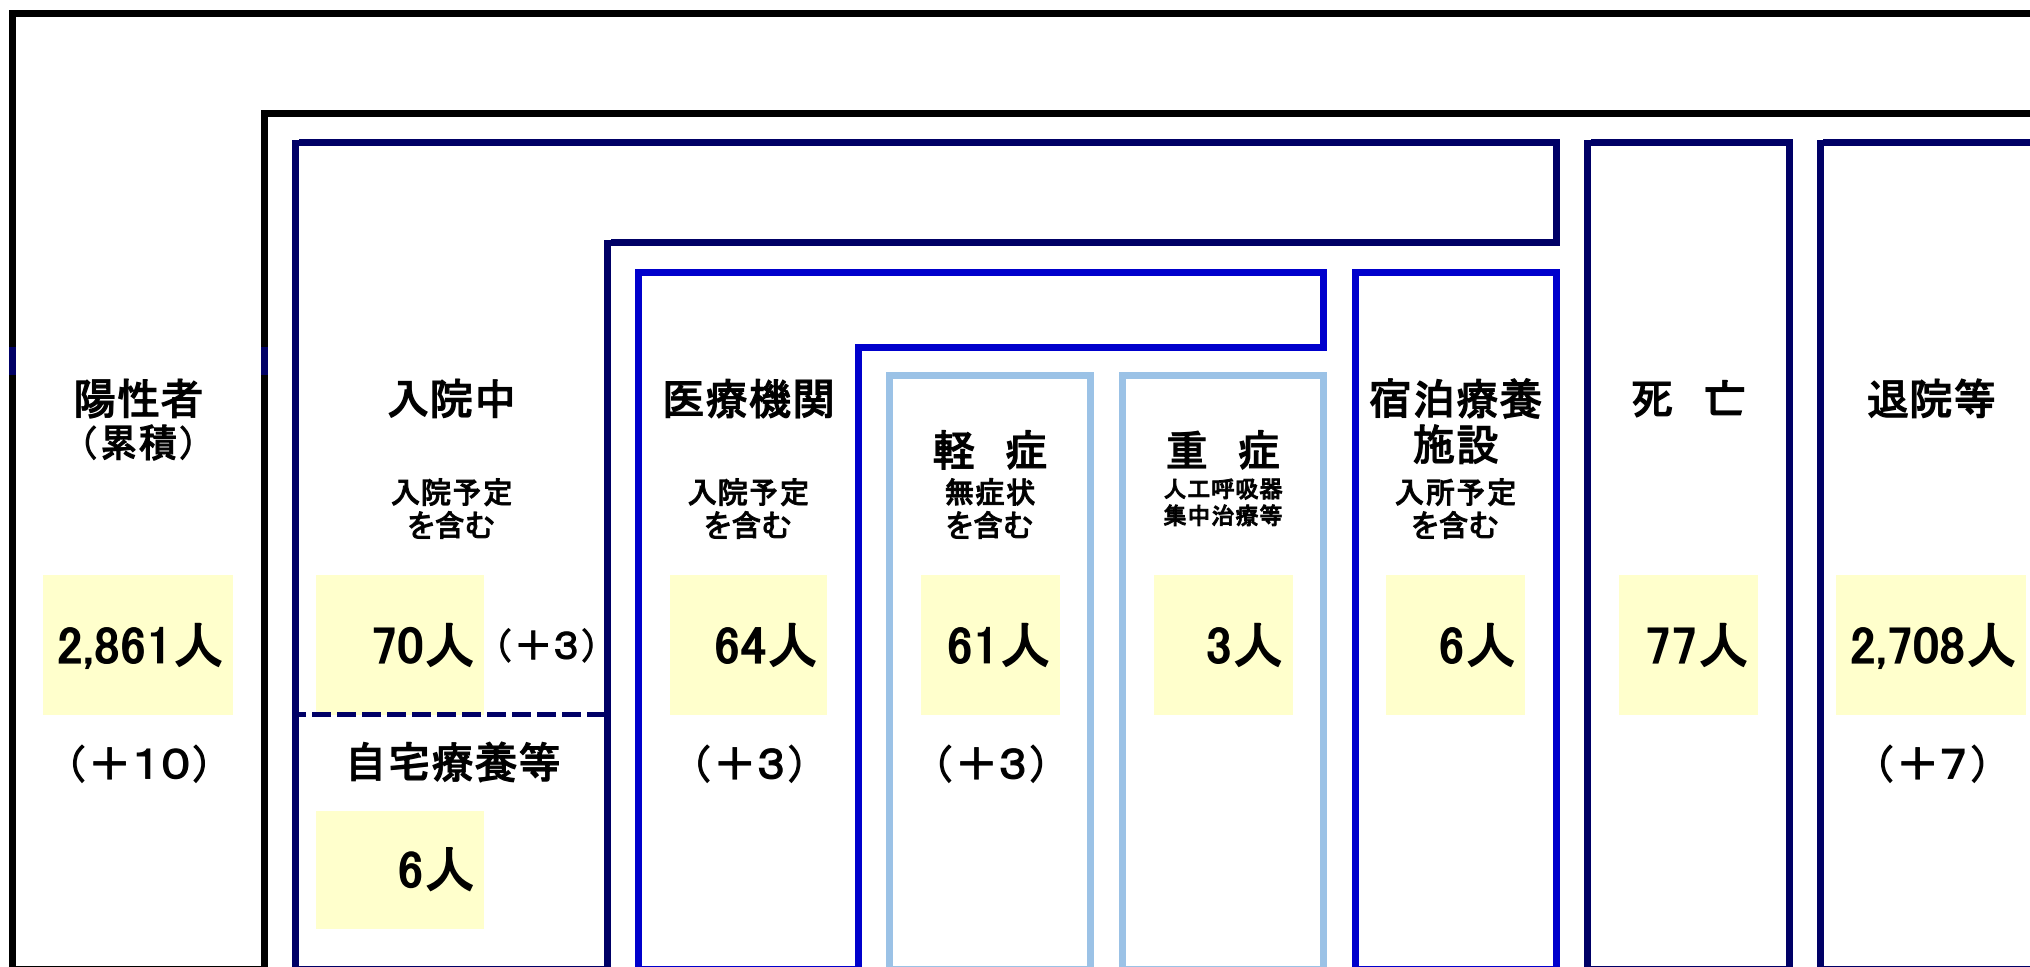 陽性者
（累積）
2,861人
（＋１０）
入院中
入院予定
を含む
70人
（＋３）
自宅療養等
6人
医療機関
入院予定
を含む
64人
（＋３）
軽　症
無症状
を含む
61人
（＋３）
重　症
人工呼吸器
集中治療等
3人
宿泊療養
施設
入所予定
を含む
6人
死　亡
77人
退院等
2,708人
（＋７）